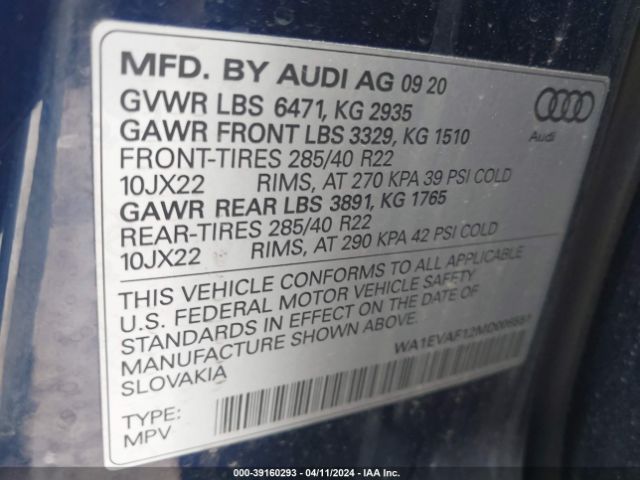 MFD. BY AUDI AG 09 20
GVWR LBS 6471, KG 2935
GAWR FRONT LBS 3329, KG 1510
FRONT-TIRES 285/40 R22
10JX22 RIMS, AT 270 KPA 39 PSI COLD
GAWR REAR LBS 3891, KG 1765
REAR-TIRES 285/40 R22
10JX22 RIMS, AT 290 KPA 42 PSI COLD
Audi
THIS VEHICLE CONFORMS TO ALL APPLICABLE
U.S. FEDERAL MOTOR VEHICLE SAFETY
STANDARDS IN EFFECT ON THE DATE OF
MANUFACTURE SHOWN ABOVE.
SLOVAKIA
TYPE:
MPV
000-39160293 - 04/11/2024 - IAA Inc.